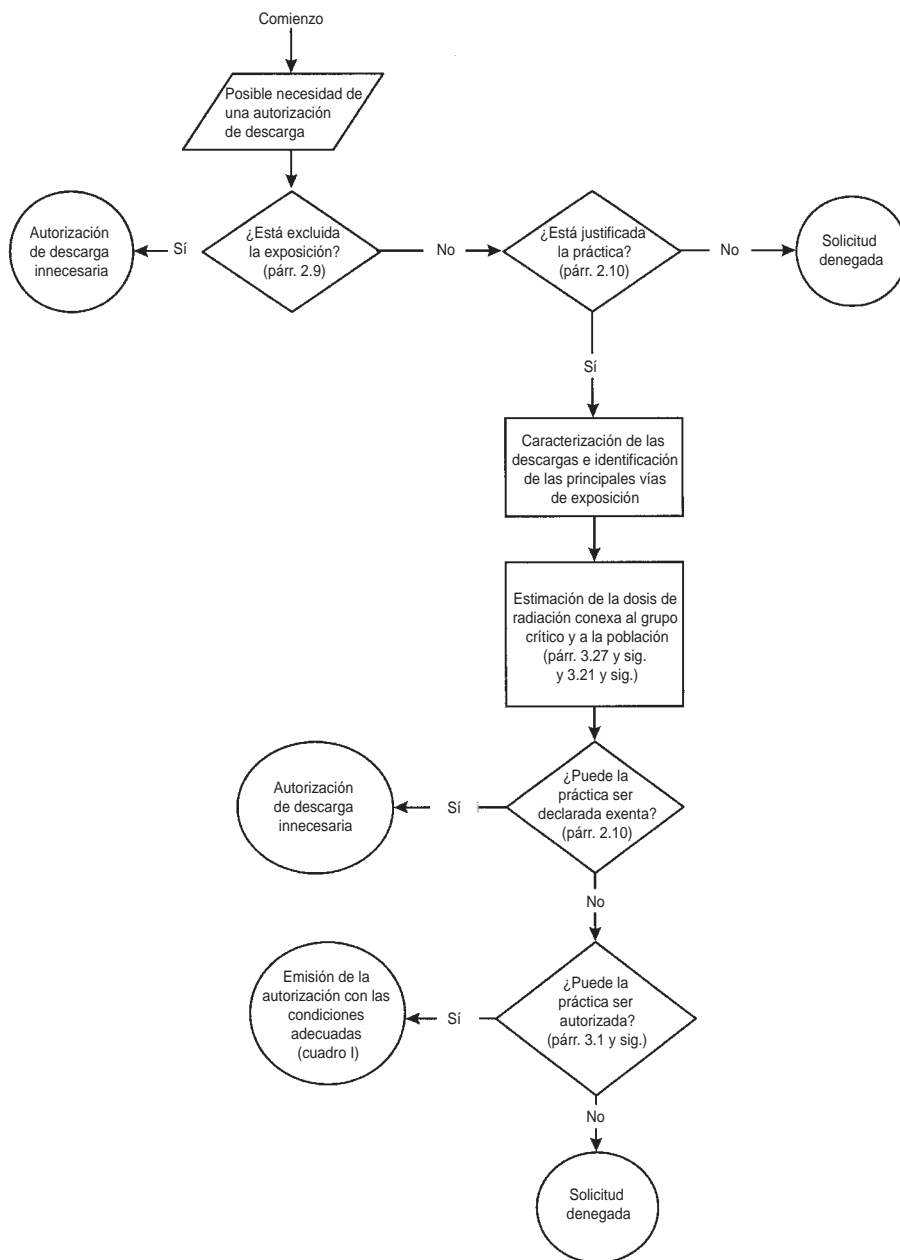 Comienzo
Posible necesidad de
una autorización
de descarga
Autorización
de descarga
innecesaria
Sí
¿Está excluida
la exposición?
(párr. 2.9)
No
¿Está justificada
la práctica?
(párr. 2.10)
No
Solicitud
denegada
Sí
Caracterización de las
descargas e identificación
de las principales vías
de exposición
Estimación de la dosis de
radiación conexa al grupo
crítico y a la población
(párr. 3.27 y sig.
y 3.21 y sig.)
Autorización
de descarga
innecesaria
Sí
¿Puede la
práctica ser
declarada exenta?
(párr. 2.10)
No
Emisión de la
autorización con las
condiciones
adecuadas
(cuadro I)
Sí
¿Puede la
práctica ser
autorizada?
(párr. 3.1 y sig.)
No
Solicitud
denegada